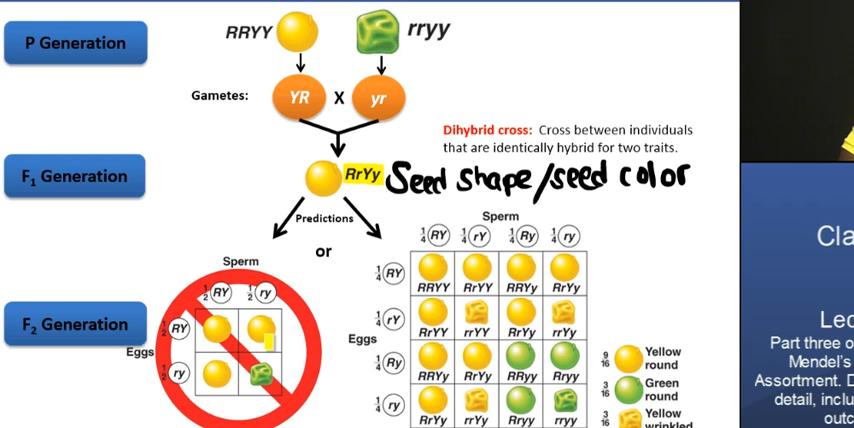 P Generation
RRYY
rryy
Gametes:
YR
X
yr
Dihybrid cross: Cross between individuals
that are identically hybrid for two traits.
F1 Generation
RrYy
Seed shape/seed color
Predictions
or
F2 Generation
Sperm
1/2 RY 1/2 ry
Eggs
1/2 RY
1/2 ry
Sperm
1/4 RY 1/4 rY 1/4 Ry 1/4 ry
Eggs
1/4 RY
RRYY RrYY RRYy RrYy
1/4 rY
RrYY rrYY RrYy rrYy
1/4 Ry
RRYy RrYy RRyy Rryy
1/4 ry
RrYy rrYy Rryy rryy
9/16 Yellow
round
3/16 Green
round
3/16 Yellow
wrinkled
Cla
Lec
Part three o
Mendel's
Assortment. D
detail, inclu
outc